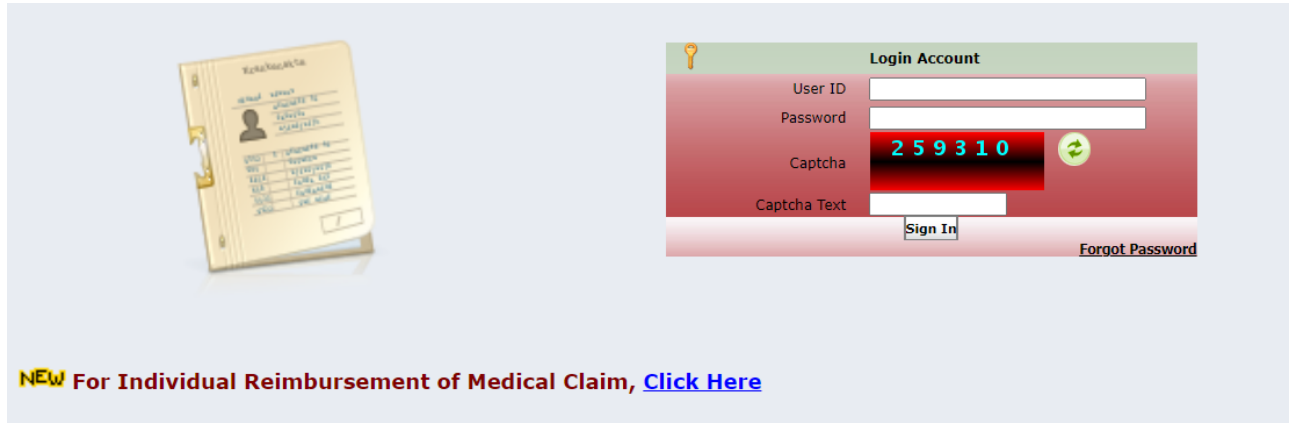 Login Account
User ID
Password
Captcha
2 5 9 3 1 0
Captcha Text
Sign In
Forgot Password
NEW For Individual Reimbursement of Medical Claim, Click Here